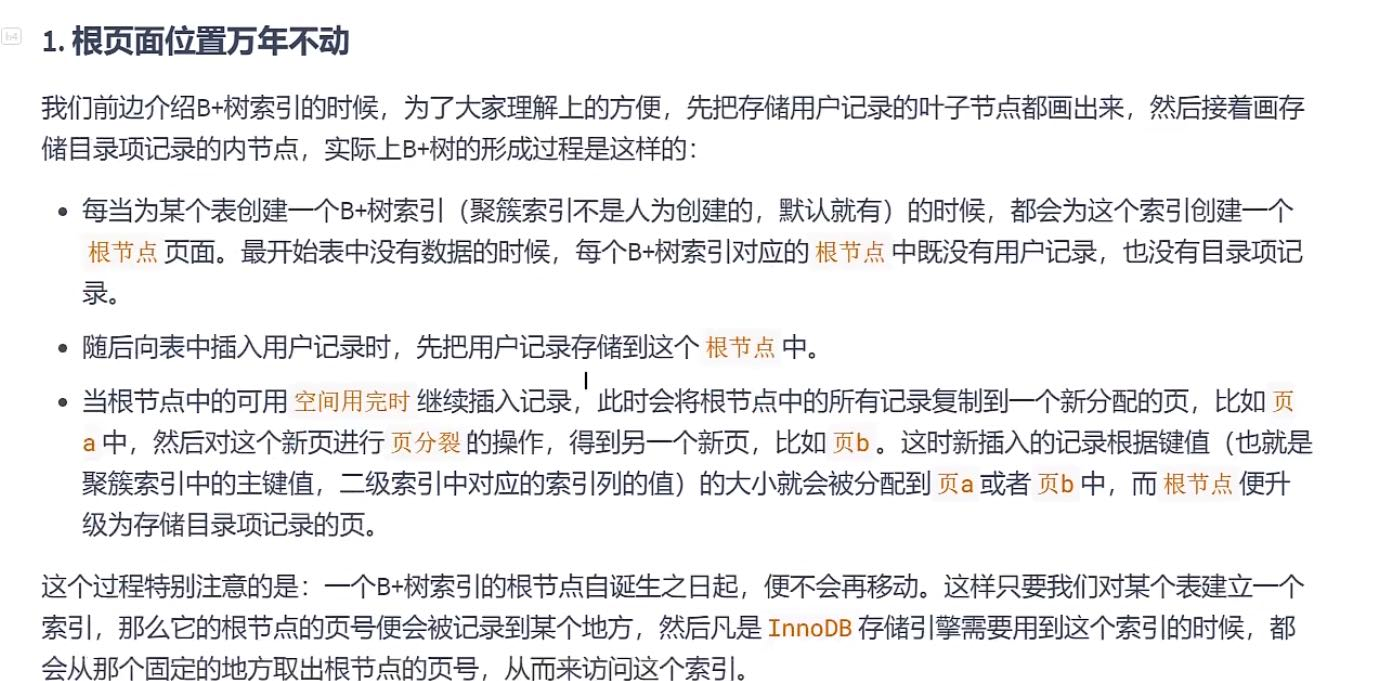 h4
1. 根页面位置万年不动
我们前边介绍B+树索引的时候，为了大家理解上的方便，先把存储用户记录的叶子节点都画出来，然后接着画存
储目录项记录的内节点，实际上B+树的形成过程是这样的：
• 每当为某个表创建一个B+树索引（聚簇索引不是人为创建的，默认就有）的时候，都会为这个索引创建一个
根节点 页面。最开始表中没有数据的时候，每个B+树索引对应的 根节点 中既没有用户记录，也没有目录项记
录。
• 随后向表中插入用户记录时，先把用户记录存储到这个 根节点 中。
• 当根节点中的可用 空间用完时 继续插入记录，此时会将根节点中的所有记录复制到一个新分配的页，比如 页
a 中，然后对这个新页进行 页分裂 的操作，得到另一个新页，比如 页b 。这时新插入的记录根据键值（也就是
聚簇索引中的主键值，二级索引中对应的索引列的值）的大小就会被分配到 页a 或者 页b 中，而 根节点 便升
级为存储目录项记录的页。
这个过程特别注意的是：一个B+树索引的根节点自诞生之日起，便不会再移动。这样只要我们对某个表建立一个
索引，那么它的根节点的页号便会被记录到某个地方，然后凡是 InnoDB 存储引擎需要用到这个索引的时候，都
会从那个固定的地方取出根节点的页号，从而来访问这个索引。